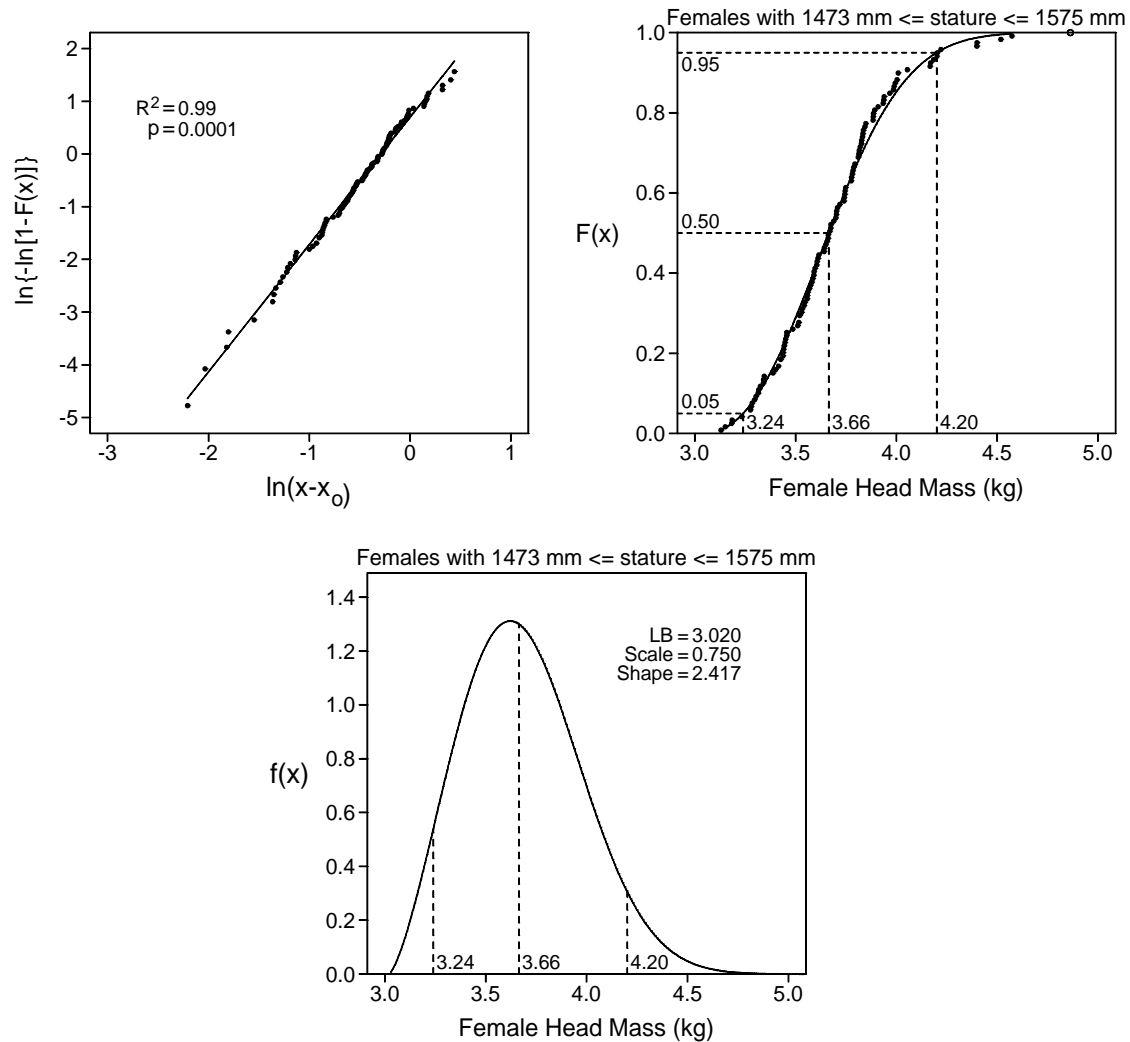 2
1
0
-1
-2
-3
-4
-5
ln{-ln[1-F(x)]}
R2=0.99
p=0.0001
-3 -2 -1 0 1
ln(x-xo)
Females with 1473 mm <= stature <= 1575 mm
1.0
0.8
0.6
0.4
0.2
0.0
F(x)
0.95
0.50
0.05
3.24 3.66 4.20
3.0 3.5 4.0 4.5 5.0
Female Head Mass (kg)
Females with 1473 mm <= stature <= 1575 mm
1.4
1.2
1.0
0.8
0.6
0.4
0.2
0.0
f(x)
LB=3.020
Scale=0.750
Shape=2.417
3.24 3.66 4.20
3.0 3.5 4.0 4.5 5.0
Female Head Mass (kg)